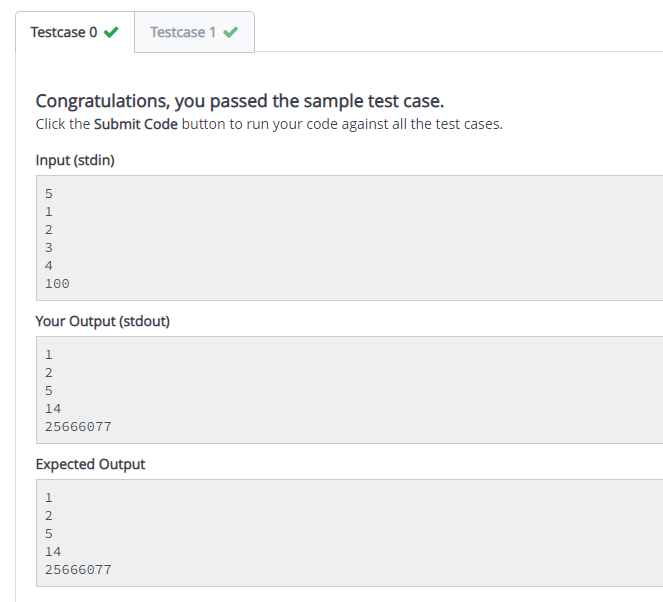 Testcase 0 Testcase 1
Congratulations, you passed the sample test case.
Click the Submit Code button to run your code against all the test cases.
Input (stdin)
5
1
2
3
4
100
Your Output (stdout)
1
2
5
14
25666077
Expected Output
1
2
5
14
25666077